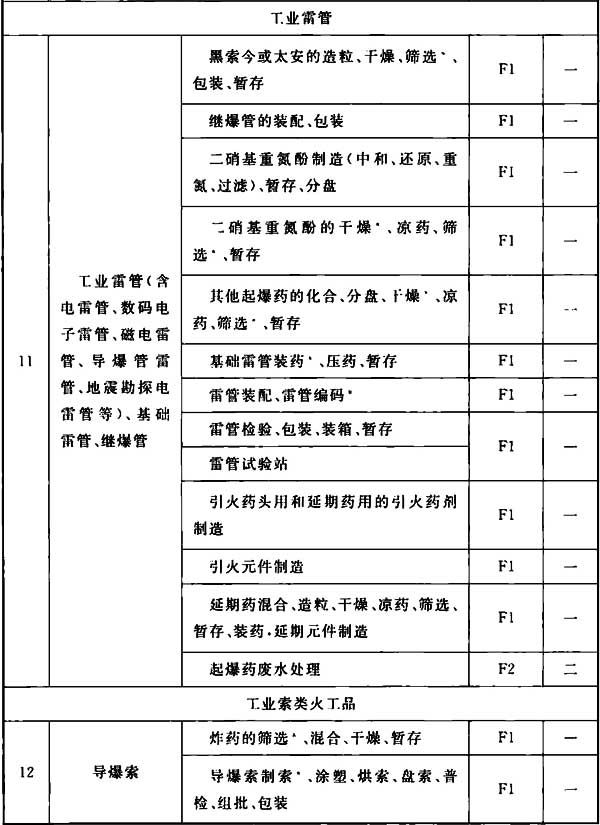 工业雷管
黑索今或太安的造粒、干燥、筛选*、
包装、暂存
F1
一
继爆管的装配、包装
F1
一
二硝基重氮酚制造(中和、还原、重
氮、过滤)、暂存、分盘
F1
一
二硝基重氮酚的干燥*、凉药、筛
选*、暂存
F1
一
11
工业雷管(含
电雷管、数码电
子雷管、磁电雷
管、导爆管雷
管、地震勘探电
雷管等)、基础
雷管、继爆管
其他起爆药的化合、分盘、干燥*、凉
药、筛选*、暂存
F1
一
基础雷管装药*、压药、暂存
F1
一
雷管装配、雷管编码*
F1
一
雷管检验、包装、装箱、暂存
雷管试验站
F1
一
引火药头用和延期药用的引火药剂
制造
F1
一
引火元件制造
F1
一
延期药混合、造粒、干燥、凉药、筛选、
暂存、装药、延期元件制造
F1
一
起爆药废水处理
F2
二
工业索类火工品
12
导爆索
炸药的筛选*、混合、干燥、暂存
F1
一
导爆索制索*、涂塑、烘索、盘索、普
检、组批、包装
F1
一